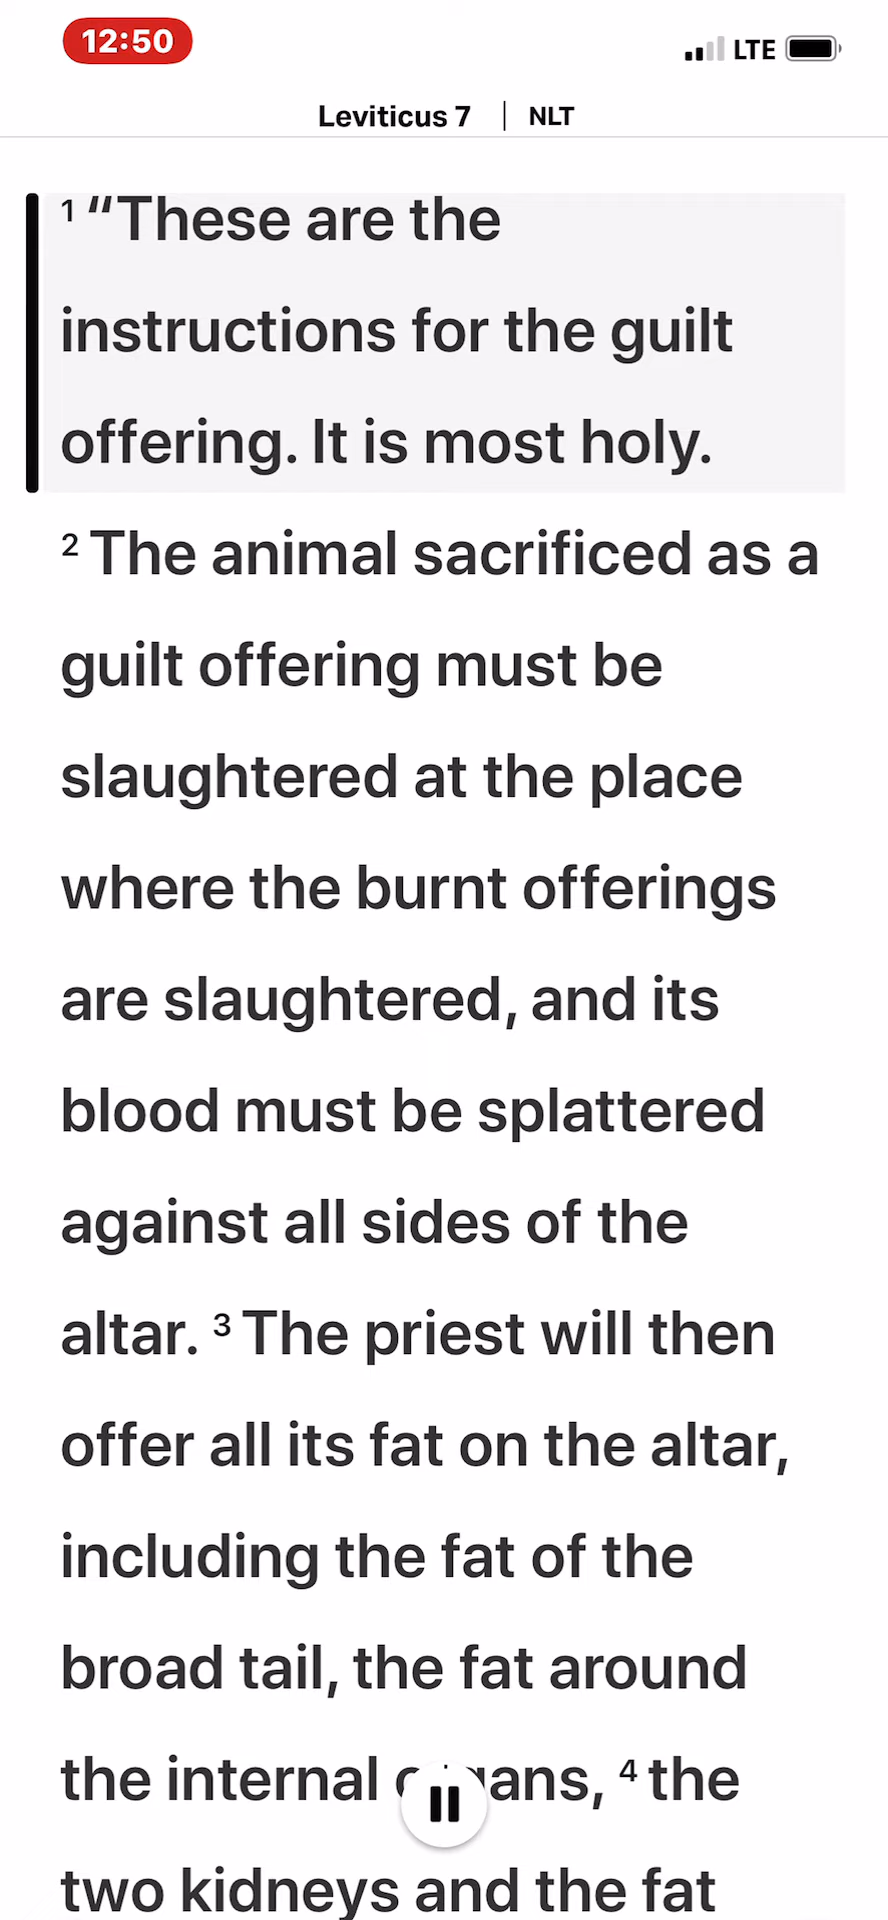 12:50 LTE
Leviticus 7 | NLT
1 “These are the
instructions for the guilt
offering. It is most holy.
2 The animal sacrificed as a
guilt offering must be
slaughtered at the place
where the burnt offerings
are slaughtered, and its
blood must be splattered
against all sides of the
altar. 3 The priest will then
offer all its fat on the altar,
including the fat of the
broad tail, the fat around
the internal 4 the
two kidneys and the fat